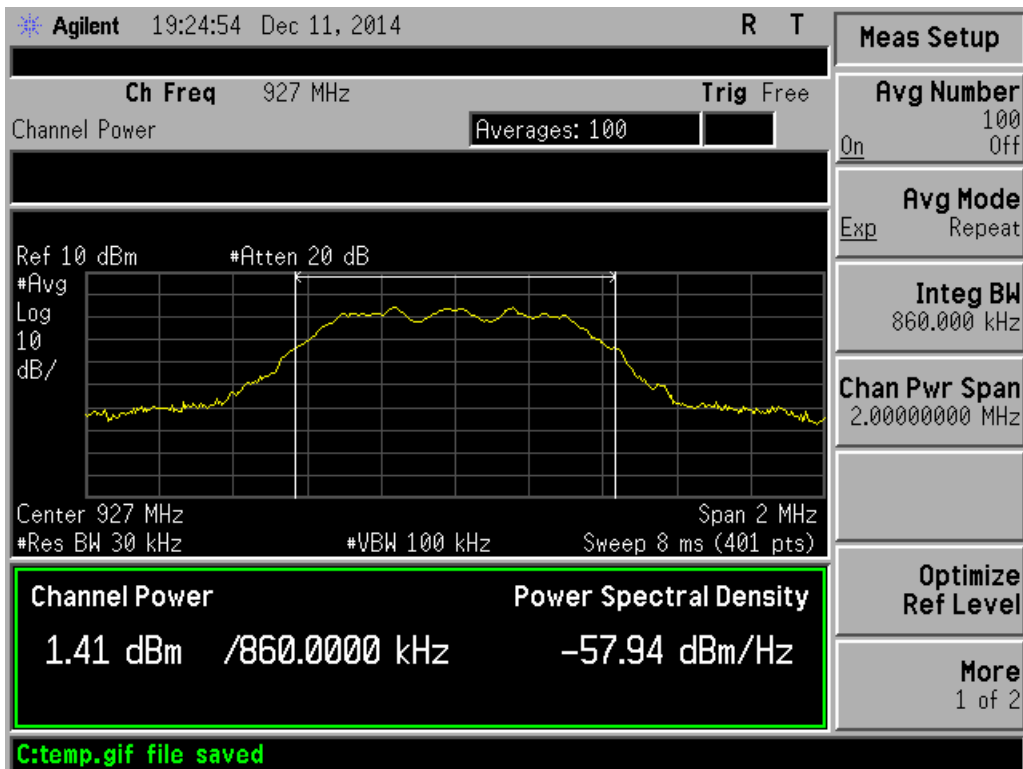 Agilent 19:24:54 Dec 11, 2014 R T
Ch Freq 927 MHz Trig Free
Channel Power Averages: 100
Ref 10 dBm #Atten 20 dB
#Avg
Log
10
dB/
Center 927 MHz Span 2 MHz
#Res BW 30 kHz #VBW 100 kHz Sweep 8 ms (401 pts)
Channel Power Power Spectral Density
1.41 dBm /860.0000 kHz -57.94 dBm/Hz
C:temp.gif file saved
Meas Setup
Avg Number
100
On Off
Avg Mode
Exp Repeat
Integ BW
860.000 kHz
Chan Pwr Span
2.00000000 MHz
Optimize
Ref Level
More
1 of 2